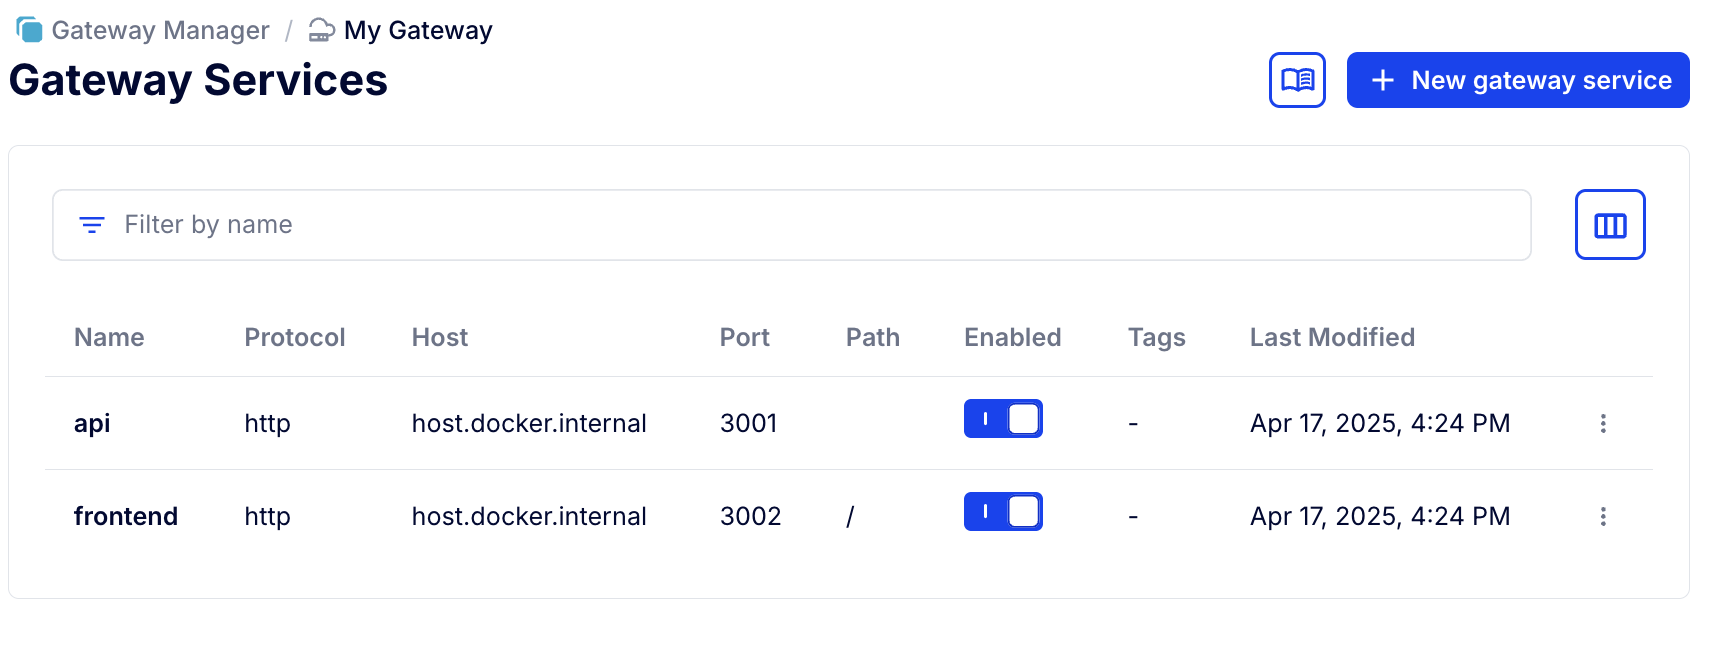 Gateway Manager / My Gateway
Gateway Services
+ New gateway service
Filter by name
Name Protocol Host Port Path Enabled Tags Last Modified
api http host.docker.internal 3001 - Apr 17, 2025, 4:24 PM
frontend http host.docker.internal 3002 / - Apr 17, 2025, 4:24 PM